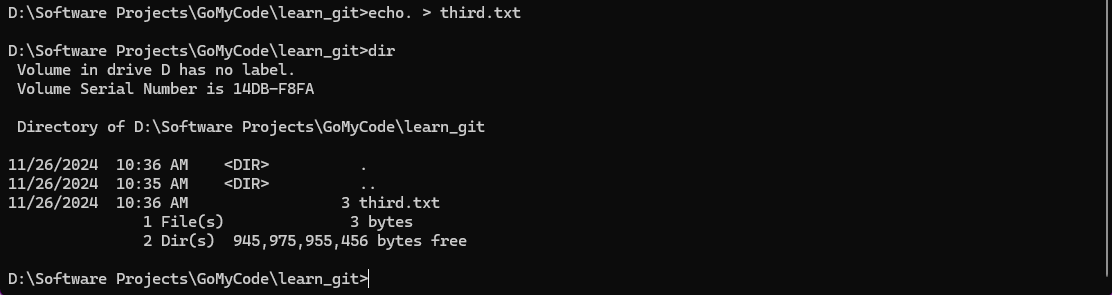 D:\Software Projects\GoMyCode\learn_git>echo. > third.txt
D:\Software Projects\GoMyCode\learn_git>dir
 Volume in drive D has no label.
 Volume Serial Number is 14DB-F8FA
 Directory of D:\Software Projects\GoMyCode\learn_git
11/26/2024  10:36 AM    <DIR>          .
11/26/2024  10:35 AM    <DIR>          ..
11/26/2024  10:36 AM                 3 third.txt
               1 File(s)              3 bytes
               2 Dir(s)  945,975,955,456 bytes free
D:\Software Projects\GoMyCode\learn_git>